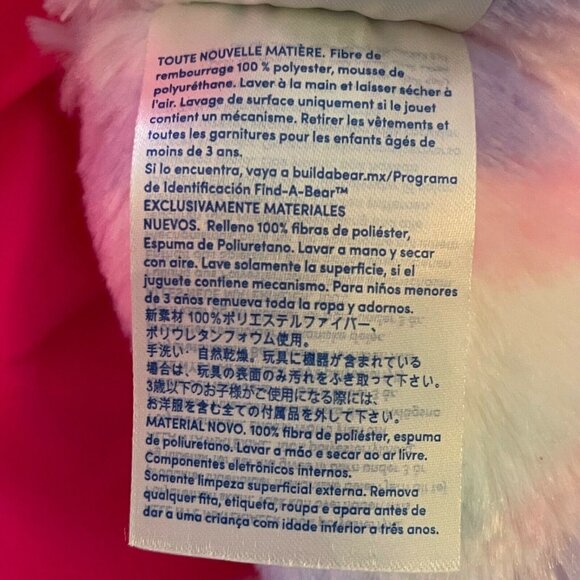 TOUTE NOUVELLE MATIÈRE. Fibre de
rembourrage 100 % polyester, mousse de
polyuréthane. Laver à la main et laisser sécher à
l'air. Lavage de surface uniquement si le jouet
contient un mécanisme. Retirer les vêtements et
toutes les garnitures pour les enfants âgés de
moins de 3 ans.
Si lo encuentra, vaya a buildabear.mx/Programa
de Identificación Find-A-Bear™
EXCLUSIVAMENTE MATERIALES
NUEVOS. Relleno 100% fibras de poliéster,
Espuma de Poliuretano. Lavar a mano y secar
con aire. Lave solamente la superficie, si el
juguete contiene mecanismo. Para niños menores
de 3 años remueva toda la ropa y adornos.
新素材 100%ポリエステルファイバー、
ポリウレタンフォウム使用。
手洗い・自然乾燥。玩具に機器が含まれている
場合は、玩具の表面のみ汚れをふき取って下さい。
3歳以下のお子様がご使用になる際には、
お洋服を含む全ての付属品を外して下さい。
MATERIAL NOVO. 100% fibra de poliéster, espuma
de poliuretano. Lavar a mão e secar ao ar livre.
Componentes eletrônicos internos.
Somente limpeza superficial externa. Remova
qualquer fita, etiqueta, roupa e apara antes de
dar a uma criança com idade inferior a três anos.